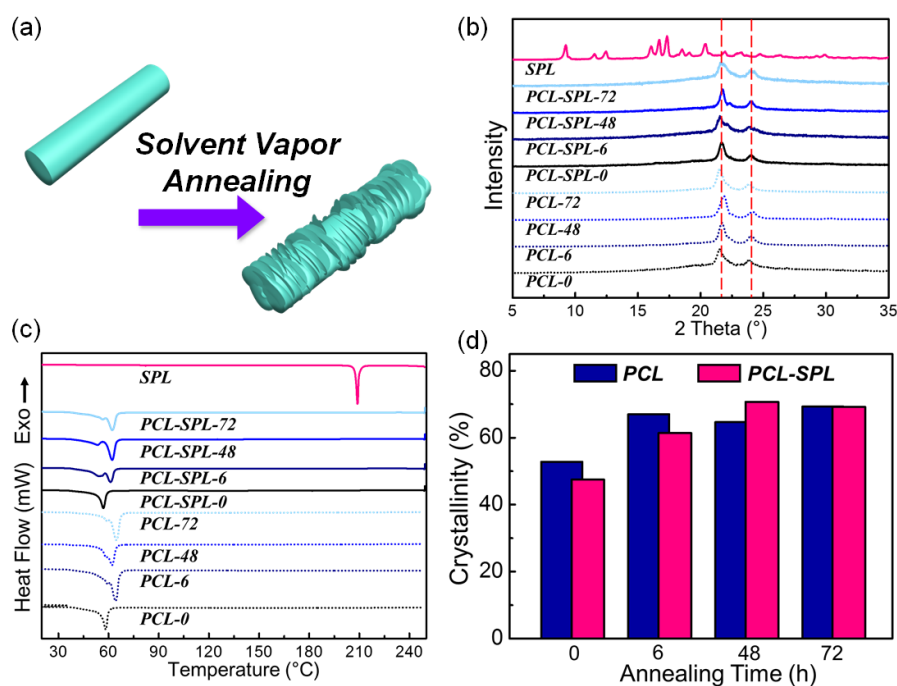 (a)
Solvent Vapor
Annealing
(b)
Intensity
SPL
PCL-SPL-72
PCL-SPL-48
PCL-SPL-6
PCL-SPL-0
PCL-72
PCL-48
PCL-6
PCL-0
5 10 15 20 25 30 35
2 Theta (°)
(c)
Heat Flow (mW) Exo
SPL
PCL-SPL-72
PCL-SPL-48
PCL-SPL-6
PCL-SPL-0
PCL-72
PCL-48
PCL-6
PCL-0
30 60 90 120 150 180 210 240
Temperature (°C)
(d)
Crystallinity (%)
80
60
40
20
0
PCL PCL-SPL
0 6 48 72
Annealing Time (h)